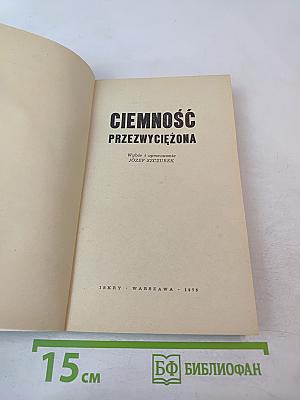 CIEMNOŚĆ
PRZEZWYCIĘŻONA
Wybór i opracowanie
JÓZEF SZCZUREK
ISKRY · WARSZAWA · 1975
15 см
БФ БИБЛИОФАН